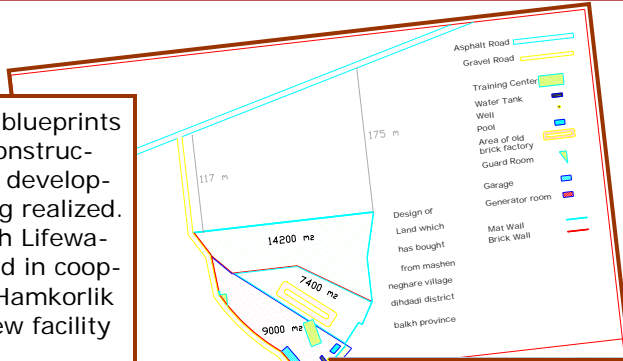 blueprints
onstruc-
develop-
g realized.
h Lifewa-
d in coop-
Hamkorlik
ew facility
117 m
175 m
14200 m2
7400 m2
9000 m2
Design of
Land which
has bought
from mashen
neghare village
dihdadi district
balkh province
Asphalt Road
Gravel Road
Training Center
Water Tank
Well
Pool
Area of old
brick factory
Guard Room
Garage
Generator room
Mat Wall
Brick Wall